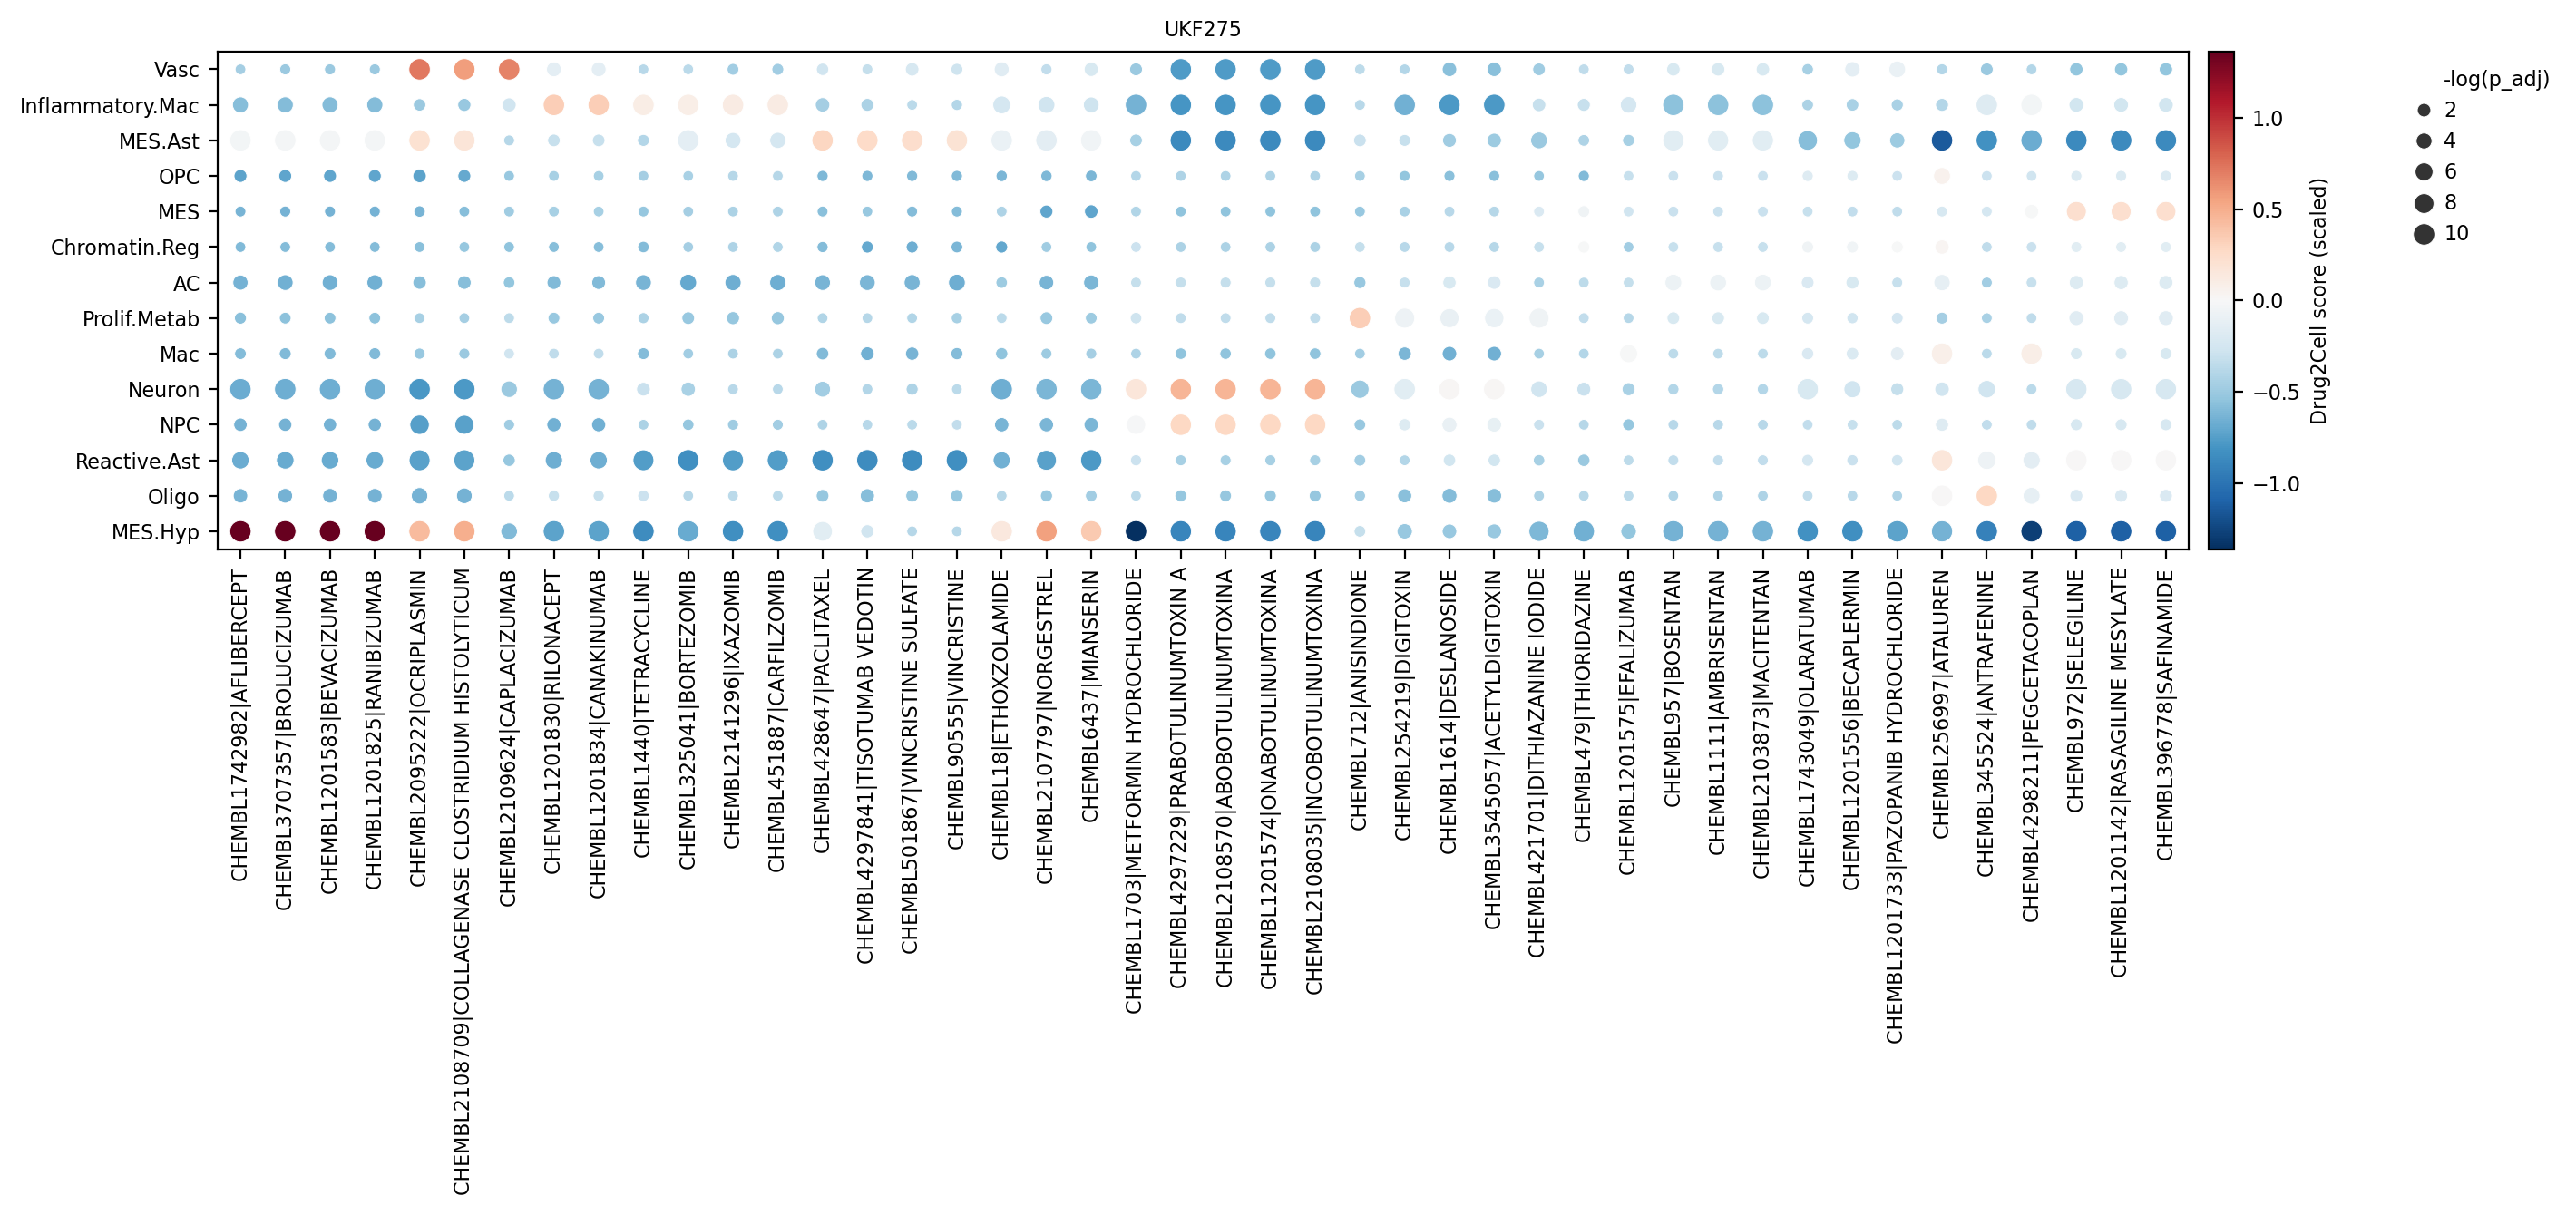 UKF275
Vasc
Inflammatory.Mac
MES.Ast
OPC
MES
Chromatin.Reg
AC
Prolif.Metab
Mac
Neuron
NPC
Reactive.Ast
Oligo
MES.Hyp
CHEMBL1742982|AFLIBERCEPT
CHEMBL3707357|BROLUCIZUMAB
CHEMBL1201583|BEVACIZUMAB
CHEMBL1201825|RANIBIZUMAB
CHEMBL2095222|OCRIPLASMIN
CHEMBL2108709|COLLAGENASE CLOSTRIDIUM HISTOLYTICUM
CHEMBL2109624|CAPLACIZUMAB
CHEMBL1201830|RILONACEPT
CHEMBL1201834|CANAKINUMAB
CHEMBL1440|TETRACYCLINE
CHEMBL325041|BORTEZOMIB
CHEMBL2141296|IXAZOMIB
CHEMBL451887|CARFILZOMIB
CHEMBL428647|PACLITAXEL
CHEMBL4297841|TISOTUMAB VEDOTIN
CHEMBL501867|VINCRISTINE SULFATE
CHEMBL90555|VINCRISTINE
CHEMBL18|ETHOXZOLAMIDE
CHEMBL2107797|NORGESTREL
CHEMBL6437|MIANSERIN
CHEMBL1703|METFORMIN HYDROCHLORIDE
CHEMBL4297229|PRABOTULINUMTOXIN A
CHEMBL2108570|ABOBOTULINUMTOXINA
CHEMBL1201574|ONABOTULINUMTOXINA
CHEMBL2108035|INCOBOTULINUMTOXINA
CHEMBL712|ANISINDIONE
CHEMBL254219|DIGITOXIN
CHEMBL1614|DESLANOSIDE
CHEMBL3545057|ACETYLDIGITOXIN
CHEMBL421701|DITHIAZANINE IODIDE
CHEMBL479|THIORIDAZINE
CHEMBL1201575|EFALIZUMAB
CHEMBL957|BOSENTAN
CHEMBL1111|AMBRISENTAN
CHEMBL2103873|MACITENTAN
CHEMBL1743049|OLARATUMAB
CHEMBL1201556|BECAPLERMIN
CHEMBL1201733|PAZOPANIB HYDROCHLORIDE
CHEMBL256997|ATALUREN
CHEMBL345524|ANTRAFENINE
CHEMBL4298211|PEGCETACOPLAN
CHEMBL972|SELEGILINE
CHEMBL1201142|RASAGILINE MESYLATE
CHEMBL396778|SAFINAMIDE
1.0
0.5
0.0
−0.5
−1.0
Drug2Cell score (scaled)
-log(p_adj)
2
4
6
8
10